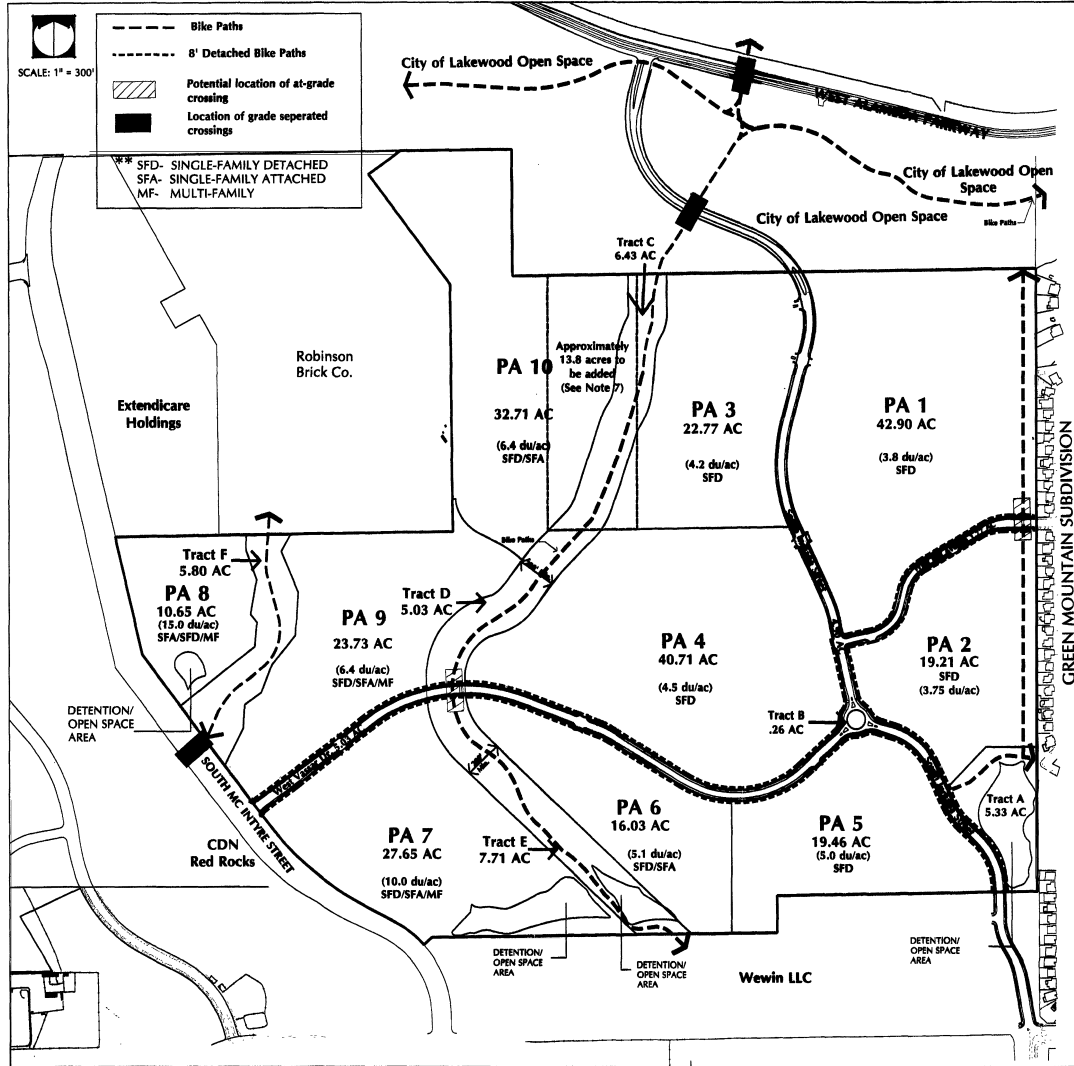 SCALE: 1" = 300'
Bike Paths
8' Detached Bike Paths
Potential location of at-grade
crossing
Location of grade seperated
crossings
** SFD- SINGLE-FAMILY DETACHED
SFA- SINGLE-FAMILY ATTACHED
MF- MULTI-FAMILY
City of Lakewood Open Space
WEST ALAMEDA PARKWAY
City of Lakewood Open
Space
Bike Paths
City of Lakewood Open Space
Tract C
6.43 AC
Robinson
Brick Co.
Extendicare
Holdings
PA 10
32.71 AC
(6.4 du/ac)
SFD/SFA
Approximately
13.8 acres to
be added
(See Note 7)
PA 3
22.77 AC
(4.2 du/ac)
SFD
PA 1
42.90 AC
(3.8 du/ac)
SFD
GREEN MOUNTAIN SUBDIVISION
Bike Paths
Tract F
5.80 AC
PA 8
10.65 AC
(15.0 du/ac)
SFA/SFD/MF
DETENTION/
OPEN SPACE
AREA
Tract D
5.03 AC
PA 9
23.73 AC
(6.4 du/ac)
SFD/SFA/MF
PA 4
40.71 AC
(4.5 du/ac)
SFD
PA 2
19.21 AC
SFD
(3.75 du/ac)
Tract B
.26 AC
SOUTH MC INTYRE STREET
CDN
Red Rocks
PA 7
27.65 AC
(10.0 du/ac)
SFD/SFA/MF
Tract E
7.71 AC
PA 6
16.03 AC
(5.1 du/ac)
SFD/SFA
PA 5
19.46 AC
(5.0 du/ac)
SFD
Tract A
5.33 AC
DETENTION/
OPEN SPACE
AREA
DETENTION/
OPEN SPACE
AREA
DETENTION/
OPEN SPACE
AREA
Wewin LLC